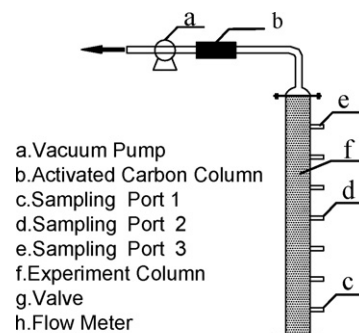 a
b
e
f
d
c
a.Vacuum Pump
b.Activated Carbon Column
c.Sampling Port 1
d.Sampling Port 2
e.Sampling Port 3
f.Experiment Column
g.Valve
h.Flow Meter